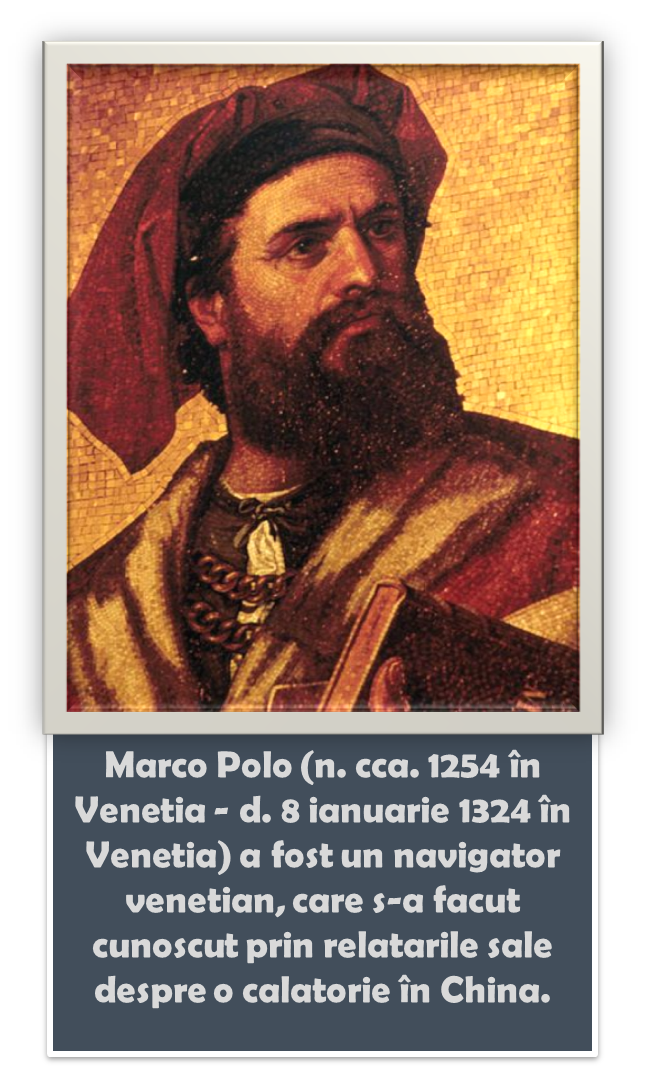 Marco Polo (n. cca. 1254 în
Venetia - d. 8 ianuarie 1324 în
Venetia) a fost un navigator
venetian, care s-a facut
cunoscut prin relatarile sale
despre o calatorie în China.